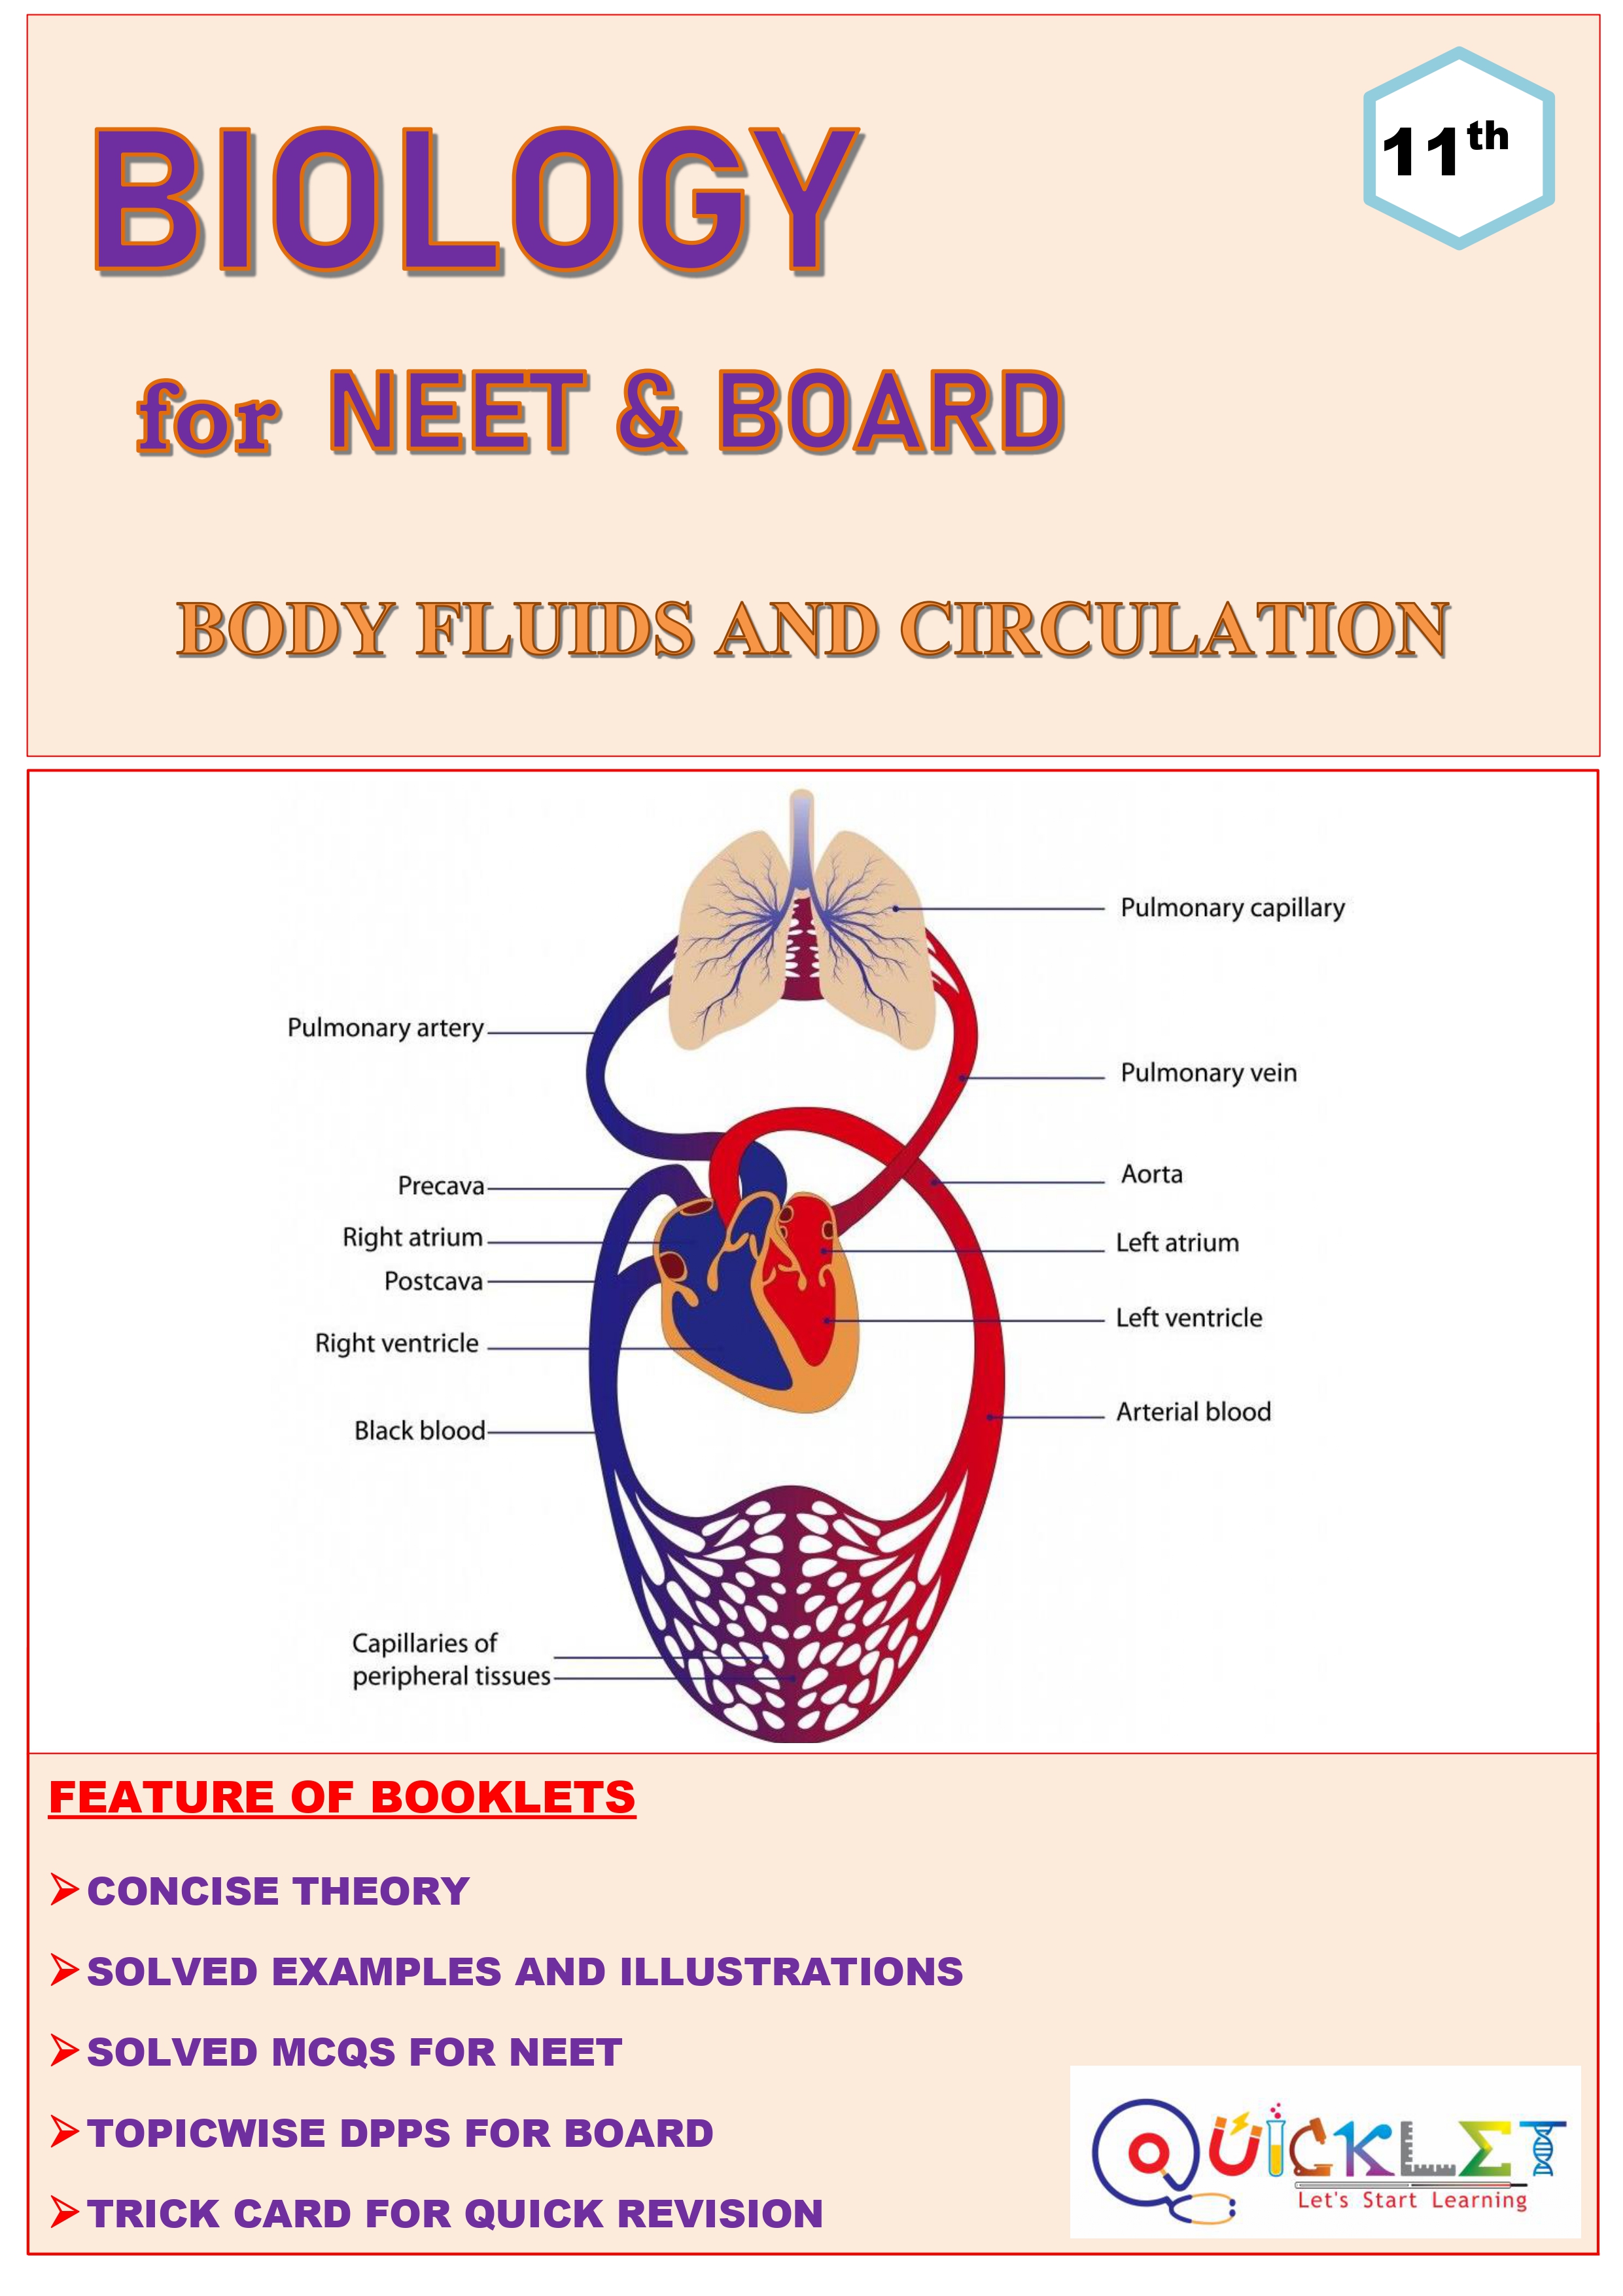 11th
BIOLOGY
for NEET & BOARD
BODY FLUIDS AND CIRCULATION
Pulmonary capillary
Pulmonary artery
Pulmonary vein
Aorta
Precava
Right atrium
Left atrium
Postcava
Left ventricle
Right ventricle
Arterial blood
Black blood
Capillaries of
peripheral tissues
FEATURE OF BOOKLETS
CONCISE THEORY
SOLVED EXAMPLES AND ILLUSTRATIONS
SOLVED MCQS FOR NEET
TOPICWISE DPPS FOR BOARD
TRICK CARD FOR QUICK REVISION
QUICKLET
Let's Start Learning